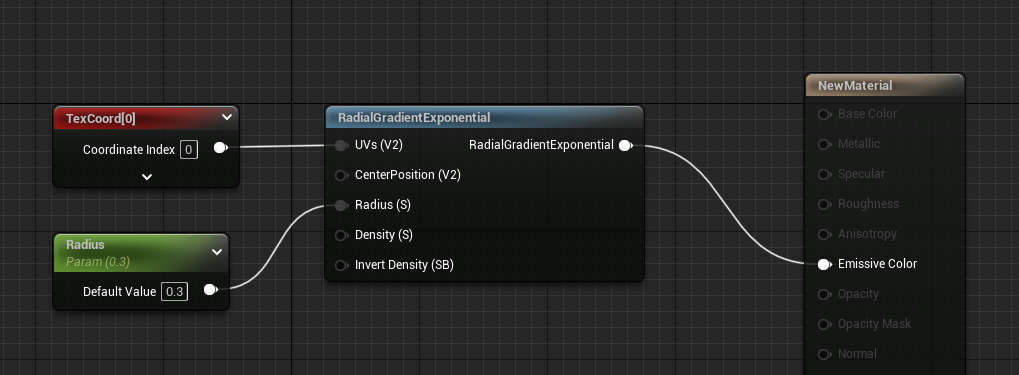 TexCoord[0]
Coordinate Index 0
Radius
Param (0.3)
Default Value 0.3
RadialGradientExponential
UVs (V2) RadialGradientExponential
CenterPosition (V2)
Radius (S)
Density (S)
Invert Density (SB)
NewMaterial
Base Color
Metallic
Specular
Roughness
Anisotropy
Emissive Color
Opacity
Opacity Mask
Normal